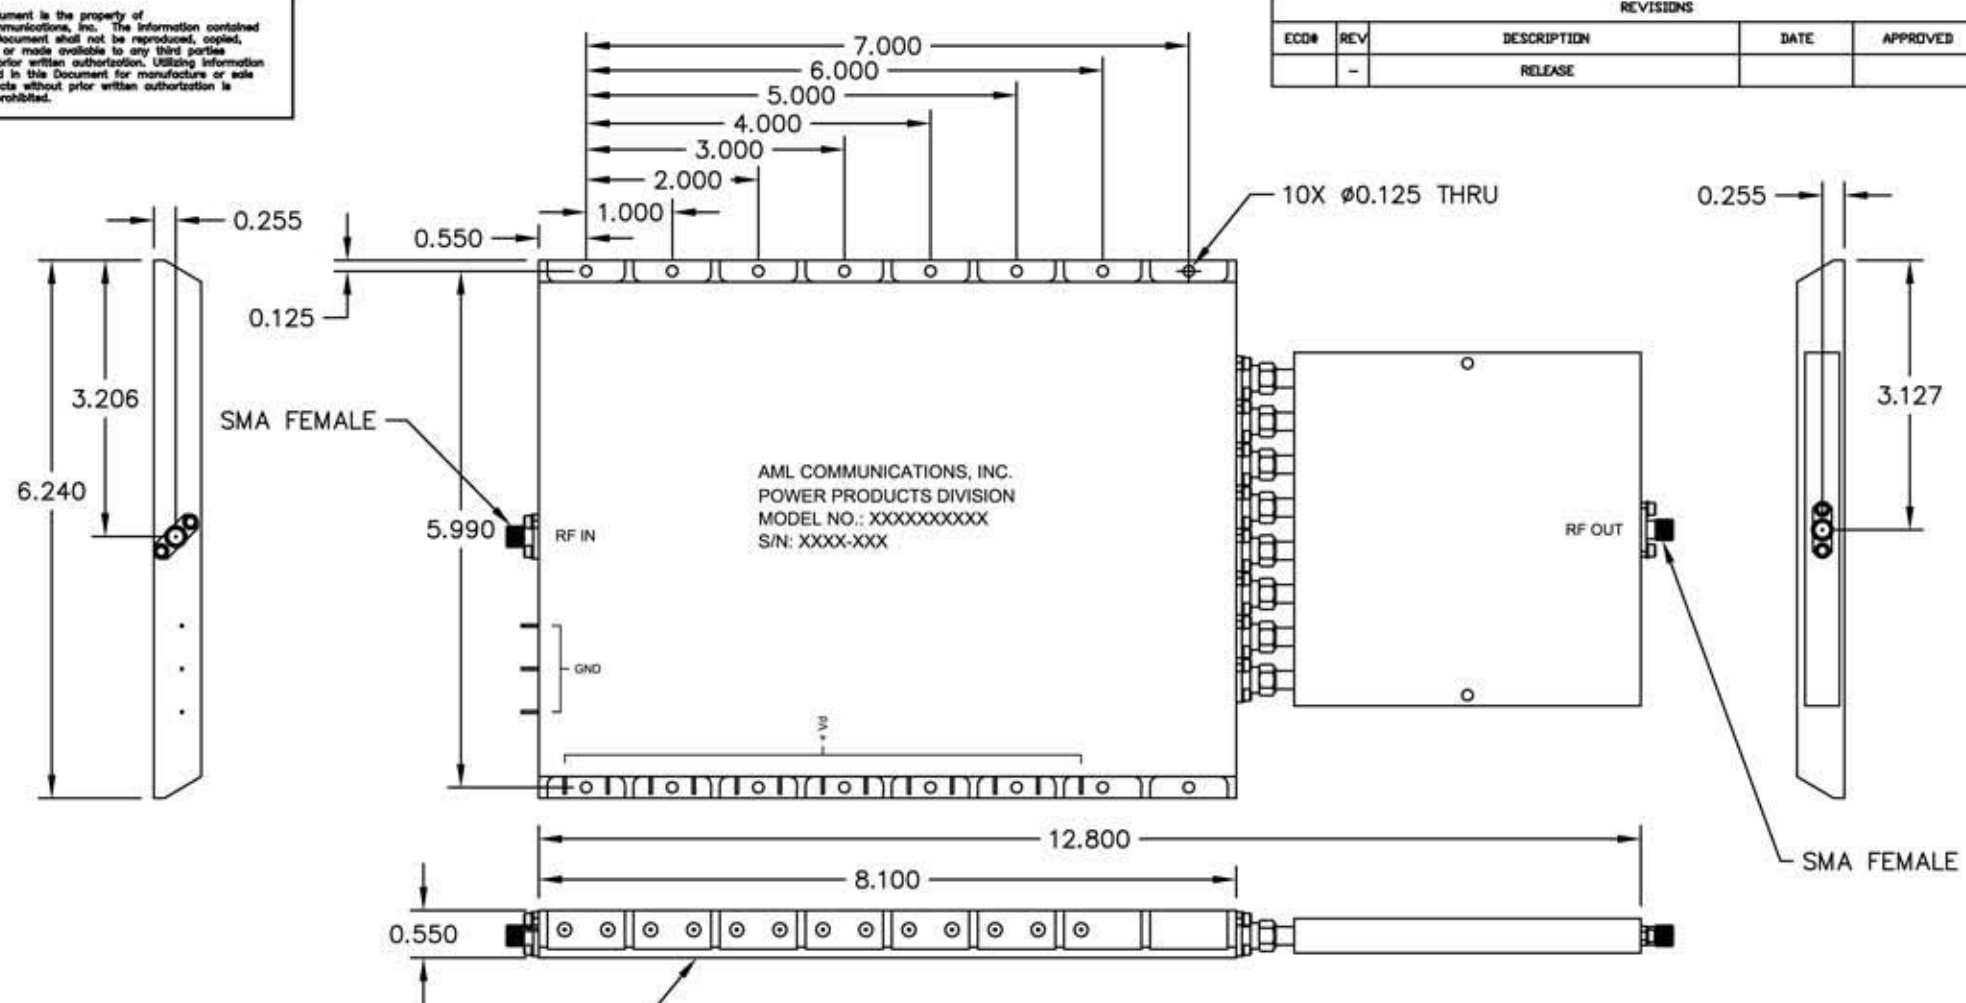 ument is the property of
mmunications, Inc. The information contained
Document shall not be reproduced, copied,
or made available to any third parties
prior written authorization. Utilizing information
d in this Document for manufacture or sale
cts without prior written authorization is
prohibited.
REVISIONS
ECO# REV DESCRIPTION DATE APPROVED
- RELEASE
7.000
6.000
5.000
4.000
3.000
2.000
1.000
0.550
10X ø0.125 THRU
0.255
0.255
0.125
3.206
6.240
5.990
3.127
SMA FEMALE
RF IN
AML COMMUNICATIONS, INC.
POWER PRODUCTS DIVISION
MODEL NO.: XXXXXXXXXX
S/N: XXXX-XXX
RF OUT
GND
+ Vd
12.800
8.100
0.550
SMA FEMALE